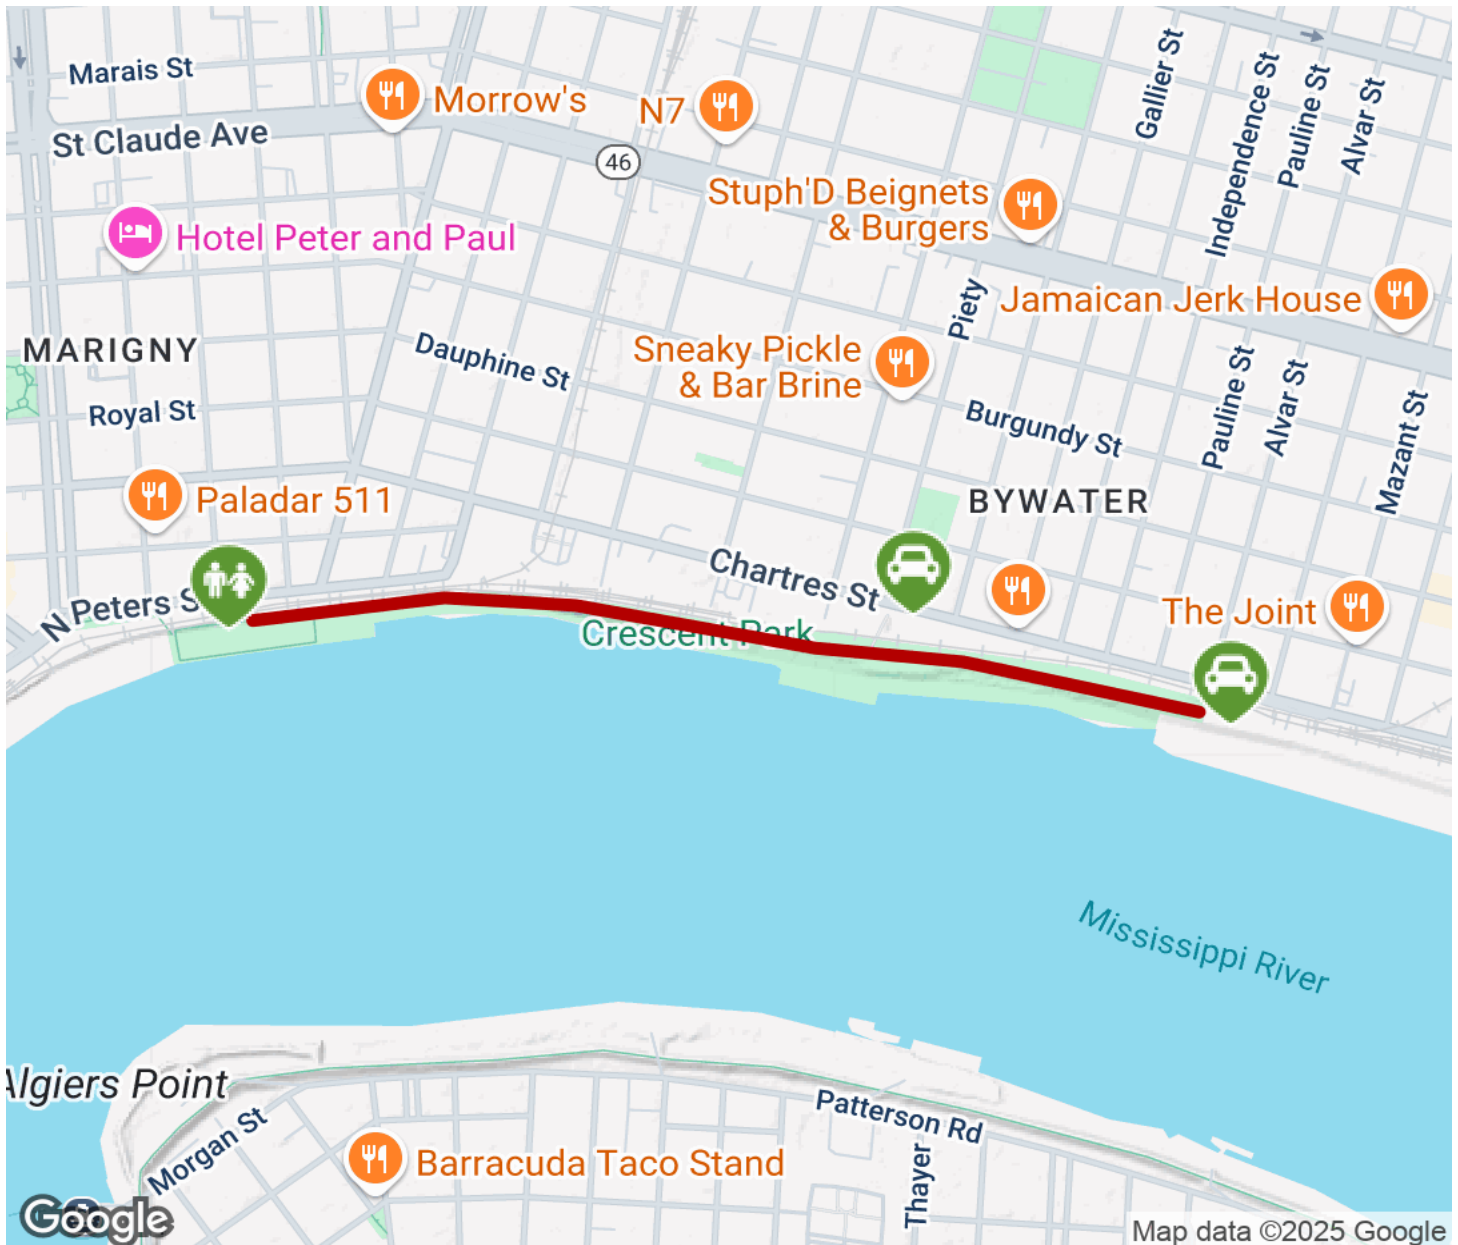 Marais St
St Claude Ave
Morrow's
N7
46
Gallier St
Independence St
Pauline St
Alvar St
Stuph'D Beignets
& Burgers
Hotel Peter and Paul
Piety
Jamaican Jerk House
MARIGNY
Dauphine St
Sneaky Pickle
& Bar Brine
Royal St
Burgundy St
Pauline St
Alvar St
Mazant St
Paladar 511
BYWATER
Chartres St
N Peters S
The Joint
Crescent Park
Mississippi River
Algiers Point
Morgan St
Patterson Rd
Barracuda Taco Stand
Thayer
Google
Map data ©2025 Google